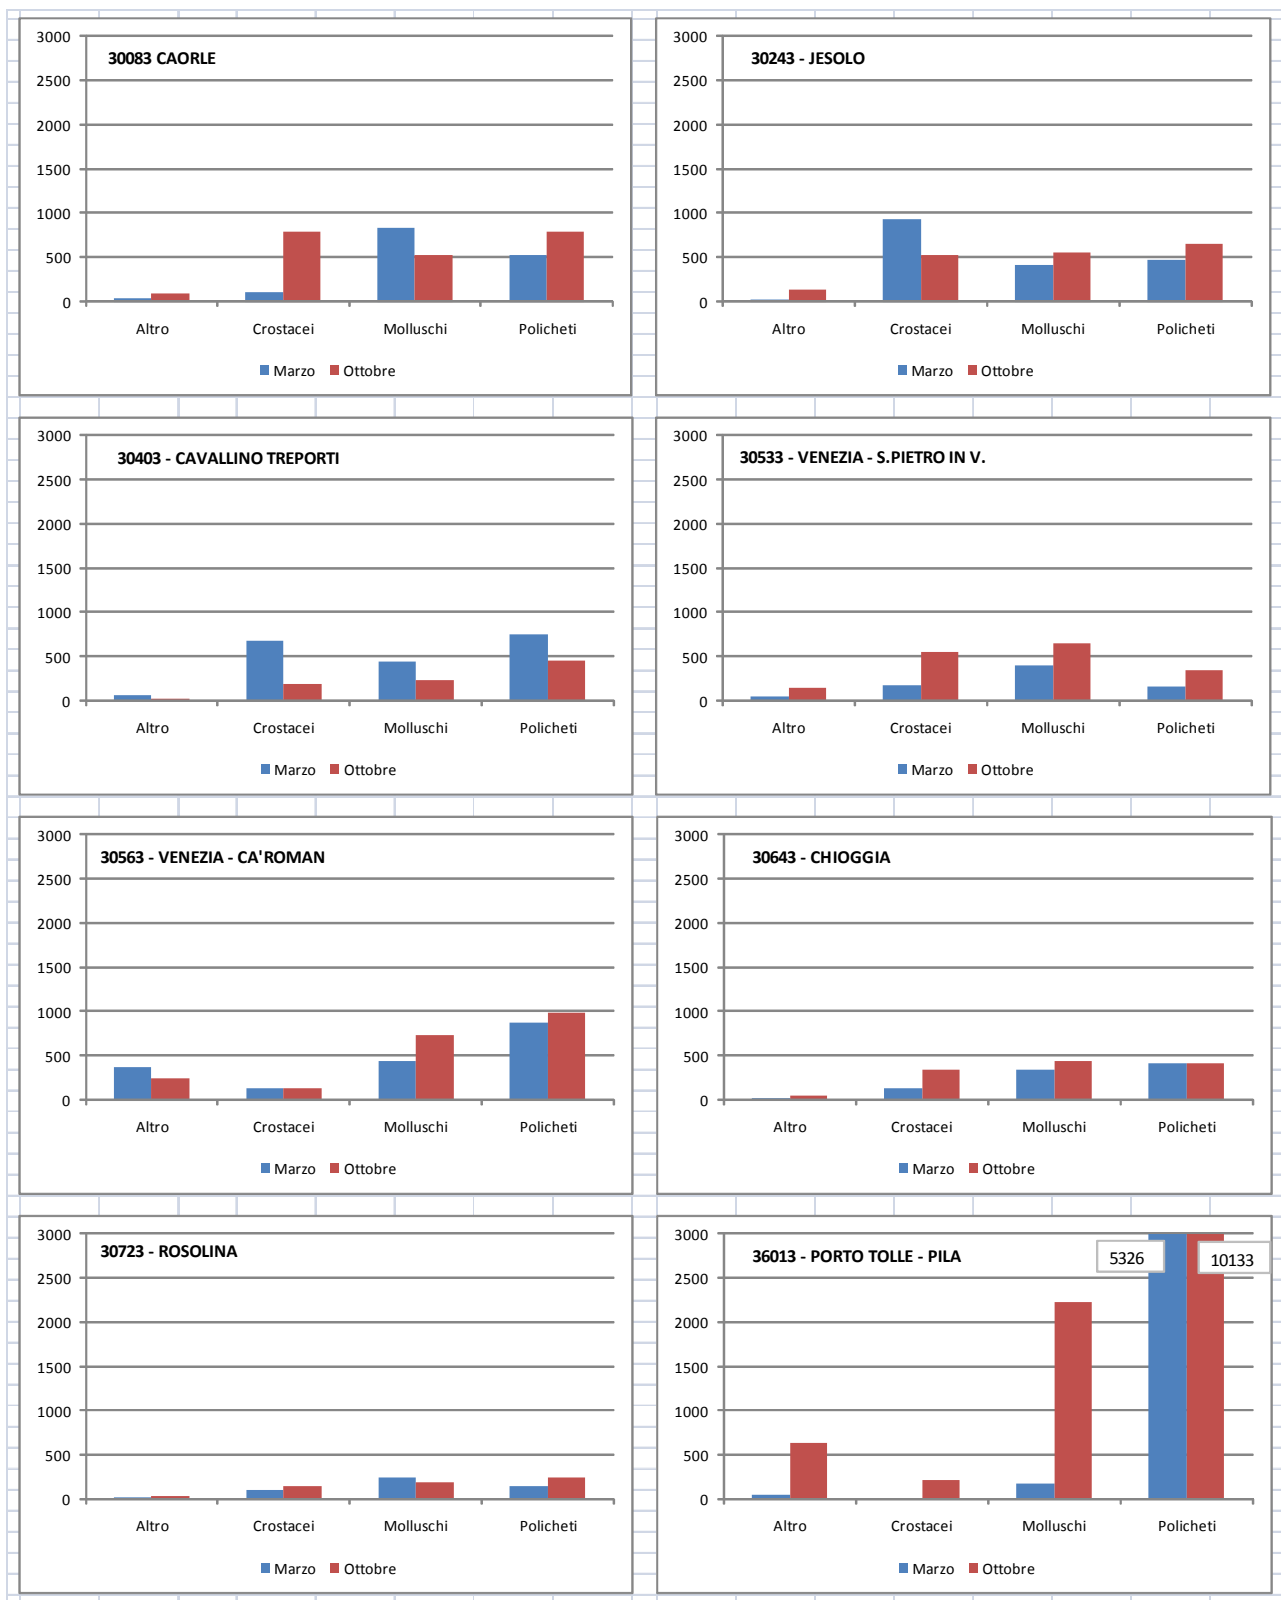 30083 CAORLE
3000
2500
2000
1500
1000
500
0
Altro Crostacei Molluschi Policheti
Marzo Ottobre
30243 - JESOLO
3000
2500
2000
1500
1000
500
0
Altro Crostacei Molluschi Policheti
Marzo Ottobre
30403 - CAVALLINO TREPORTI
3000
2500
2000
1500
1000
500
0
Altro Crostacei Molluschi Policheti
Marzo Ottobre
30533 - VENEZIA - S.PIETRO IN V.
3000
2500
2000
1500
1000
500
0
Altro Crostacei Molluschi Policheti
Marzo Ottobre
30563 - VENEZIA - CA'ROMAN
3000
2500
2000
1500
1000
500
0
Altro Crostacei Molluschi Policheti
Marzo Ottobre
30643 - CHIOGGIA
3000
2500
2000
1500
1000
500
0
Altro Crostacei Molluschi Policheti
Marzo Ottobre
30723 - ROSOLINA
3000
2500
2000
1500
1000
500
0
Altro Crostacei Molluschi Policheti
Marzo Ottobre
36013 - PORTO TOLLE - PILA
5326 10133
3000
2500
2000
1500
1000
500
0
Altro Crostacei Molluschi Policheti
Marzo Ottobre